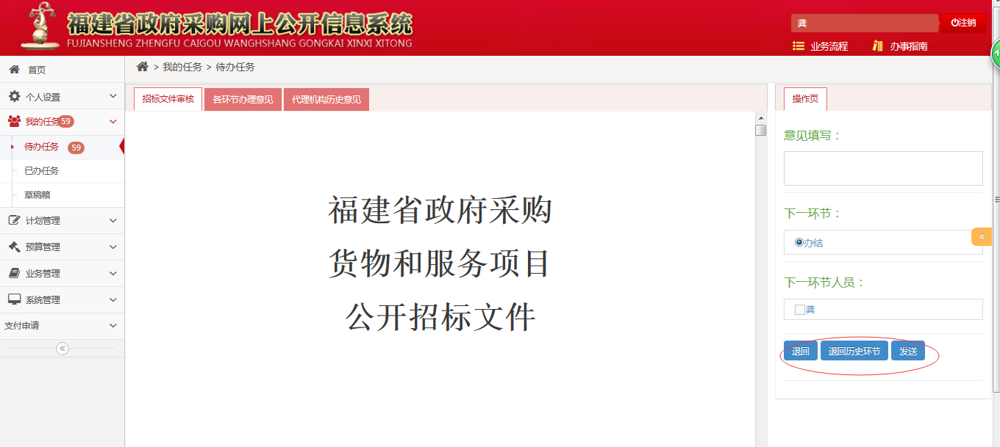 福建省政府采购网上公开信息系统
FUJIANSHENG ZHENGFU CAIGOU WANGHSHANG GONGKAI XINXI XITONG
龚
注销
业务流程 办事指南
首页
个人设置
我的任务 59
待办任务 59
已办任务
草稿箱
计划管理
预算管理
业务管理
系统管理
支付申请
> 我的任务 > 待办任务
招标文件审核 各环节办理意见 代理机构历史意见
福建省政府采购
货物和服务项目
公开招标文件
操作页
意见填写：
下一环节：
办结
下一环节人员：
龚
退回 退回历史环节 发送
4